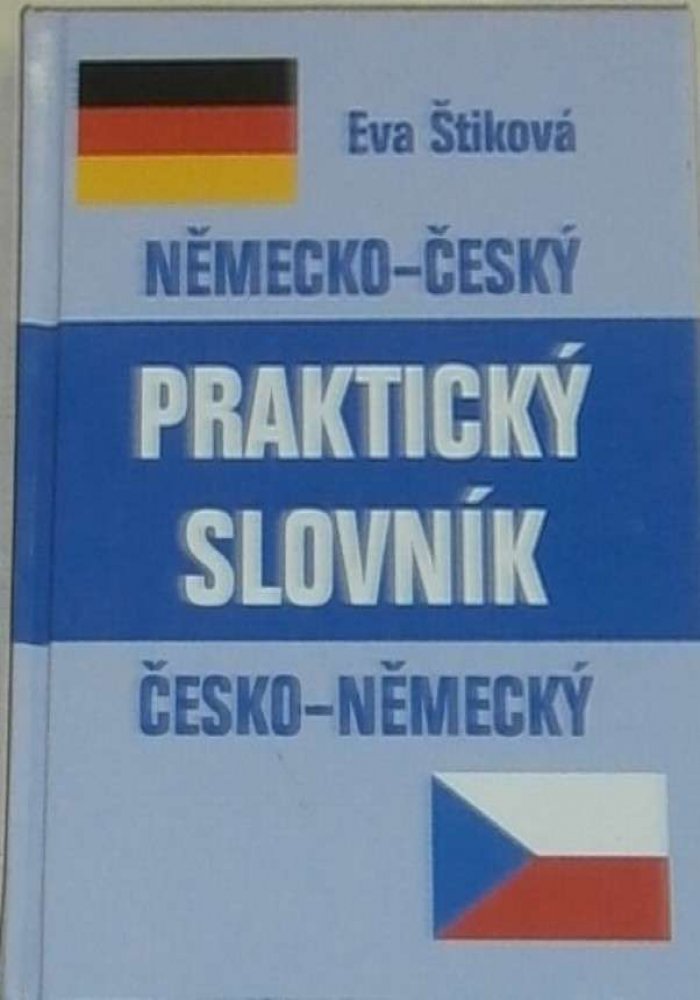 Eva Štiková
NĚMECKO-ČESKÝ
PRAKTICKÝ
SLOVNÍK
ČESKO-NĚMECKÝ